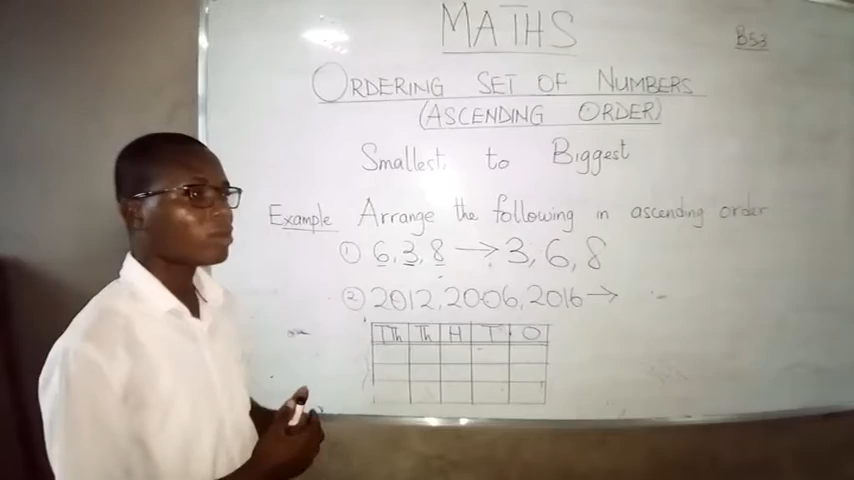 MATHS
B53
ORDERING SET OF NUMBERS
(ASCENDING ORDER)
Smallest to Biggest
Example Arrange the following in ascending order
① 6, 3, 8 → 3, 6, 8
② 2012, 2006, 2016 →
TTh Th H T O